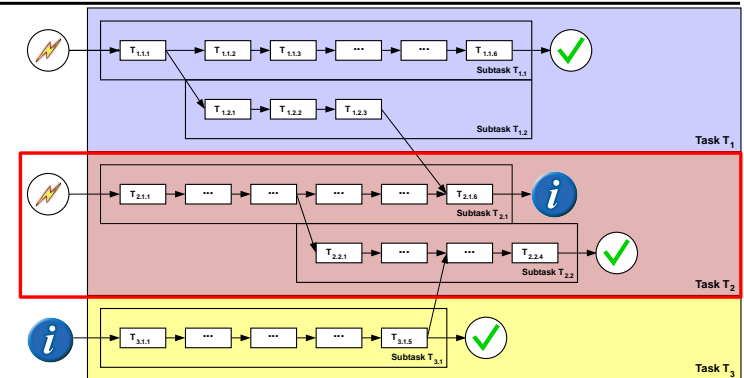 T1.1.1 T1.1.2 T1.1.3 ... ... T1.1.6
Subtask T1.1
T1.2.1 T1.2.2 T1.2.3
Subtask T1.2
Task T1
T2.1.1 ... ... ... ... T2.1.6
i
Subtask T2.1
T2.2.1 ... ... T2.2.4
Subtask T2.2
Task T2
i
T3.1.1 ... ... ... T3.1.5
Subtask T3.1
Task T3